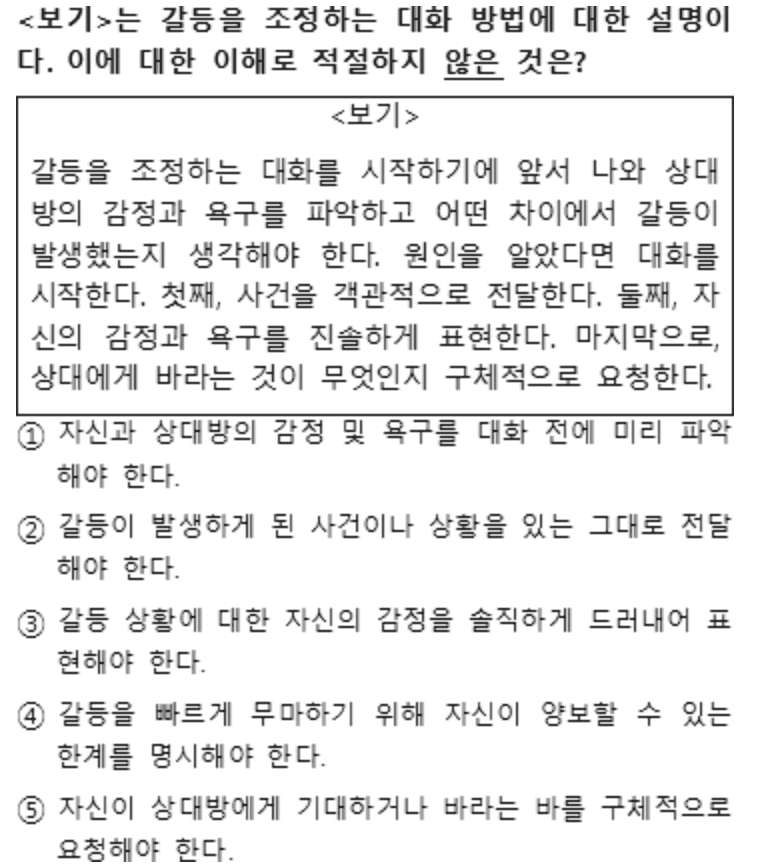 <보기>는 갈등을 조정하는 대화 방법에 대한 설명이
다. 이에 대한 이해로 적절하지 않은 것은?
<보기>
갈등을 조정하는 대화를 시작하기에 앞서 나와 상대
방의 감정과 욕구를 파악하고 어떤 차이에서 갈등이
발생했는지 생각해야 한다. 원인을 알았다면 대화를
시작한다. 첫째, 사건을 객관적으로 전달한다. 둘째, 자
신의 감정과 욕구를 진솔하게 표현한다. 마지막으로,
상대에게 바라는 것이 무엇인지 구체적으로 요청한다.
① 자신과 상대방의 감정 및 욕구를 대화 전에 미리 파악
해야 한다.
② 갈등이 발생하게 된 사건이나 상황을 있는 그대로 전달
해야 한다.
③ 갈등 상황에 대한 자신의 감정을 솔직하게 드러내어 표
현해야 한다.
④ 갈등을 빠르게 무마하기 위해 자신이 양보할 수 있는
한계를 명시해야 한다.
⑤ 자신이 상대방에게 기대하거나 바라는 바를 구체적으로
요청해야 한다.